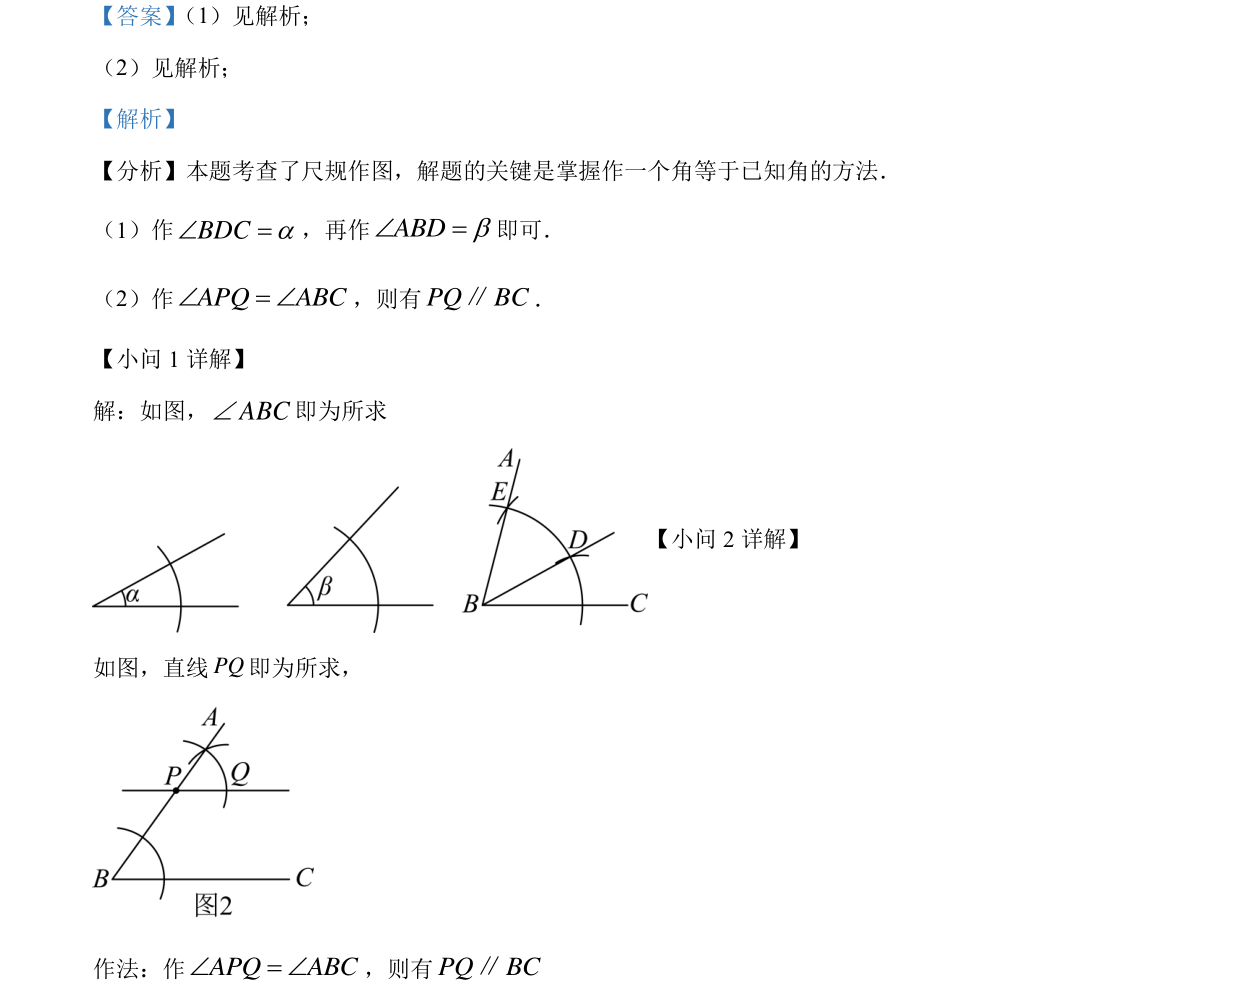 【答案】（1）见解析；
（2）见解析；
【解析】
【分析】本题考查了尺规作图，解题的关键是掌握作一个角等于已知角的方法．
（1）作∠BDC = α，再作∠ABD = β即可．
（2）作∠APQ = ∠ABC，则有PQ∥BC．
【小问1详解】
解：如图，∠ABC即为所求
A
E
D
【小问2详解】
α
β
B
C
如图，直线PQ即为所求，
A
P
Q
B
C
图2
作法：作∠APQ = ∠ABC，则有PQ∥BC